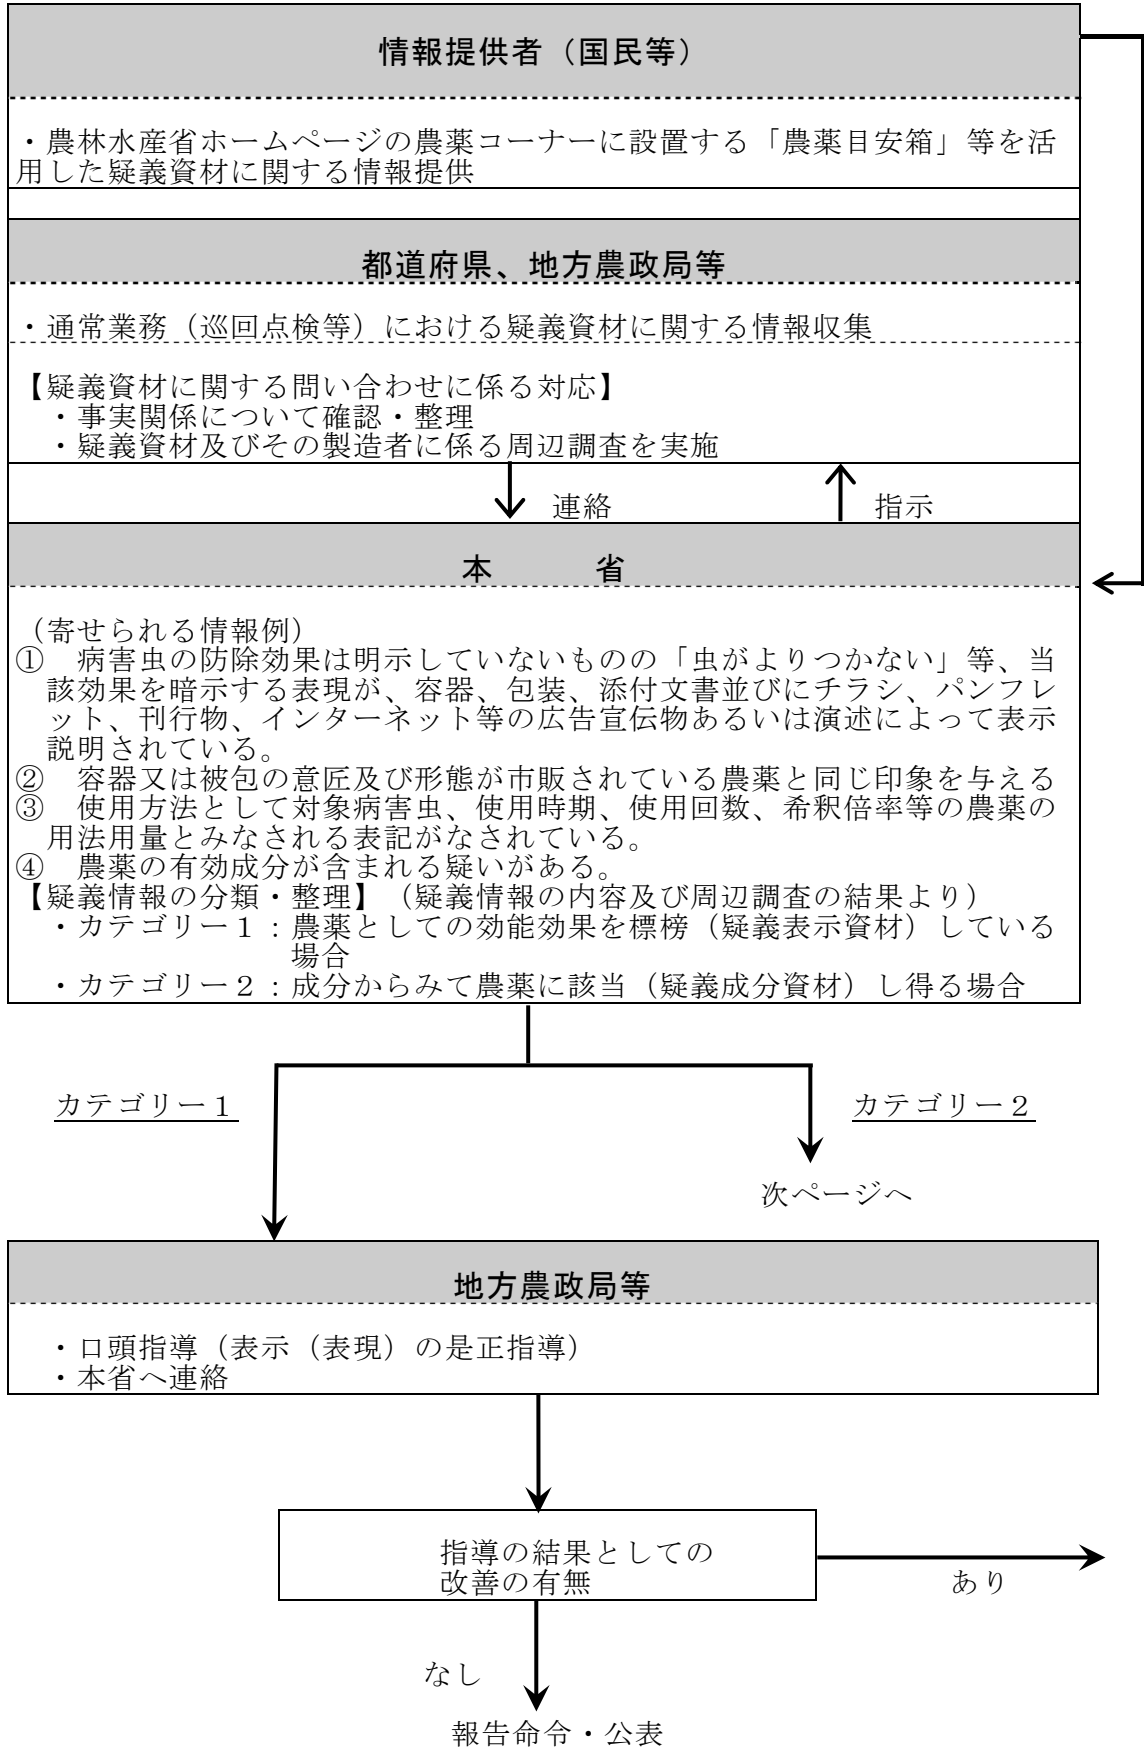 情報提供者（国民等）
・農林水産省ホームページの農薬コーナーに設置する「農薬目安箱」等を活
用した疑義資材に関する情報提供
都道府県、地方農政局等
・通常業務（巡回点検等）における疑義資材に関する情報収集
【疑義資材に関する問い合わせに係る対応】
・事実関係について確認・整理
・疑義資材及びその製造者に係る周辺調査を実施
連絡
指示
本　　　省
（寄せられる情報例）
①　病害虫の防除効果は明示していないものの「虫がよりつかない」等、当
該効果を暗示する表現が、容器、包装、添付文書並びにチラシ、パンフレ
ット、刊行物、インターネット等の広告宣伝物あるいは演述によって表示
説明されている。
②　容器又は被包の意匠及び形態が市販されている農薬と同じ印象を与える
③　使用方法として対象病害虫、使用時期、使用回数、希釈倍率等の農薬の
用法用量とみなされる表記がなされている。
④　農薬の有効成分が含まれる疑いがある。
【疑義情報の分類・整理】（疑義情報の内容及び周辺調査の結果より）
・カテゴリー１：農薬としての効能効果を標榜（疑義表示資材）している
場合
・カテゴリー２：成分からみて農薬に該当（疑義成分資材）し得る場合
カテゴリー１
カテゴリー２
次ページへ
地方農政局等
・口頭指導（表示（表現）の是正指導）
・本省へ連絡
指導の結果としての
改善の有無
あり
なし
報告命令・公表